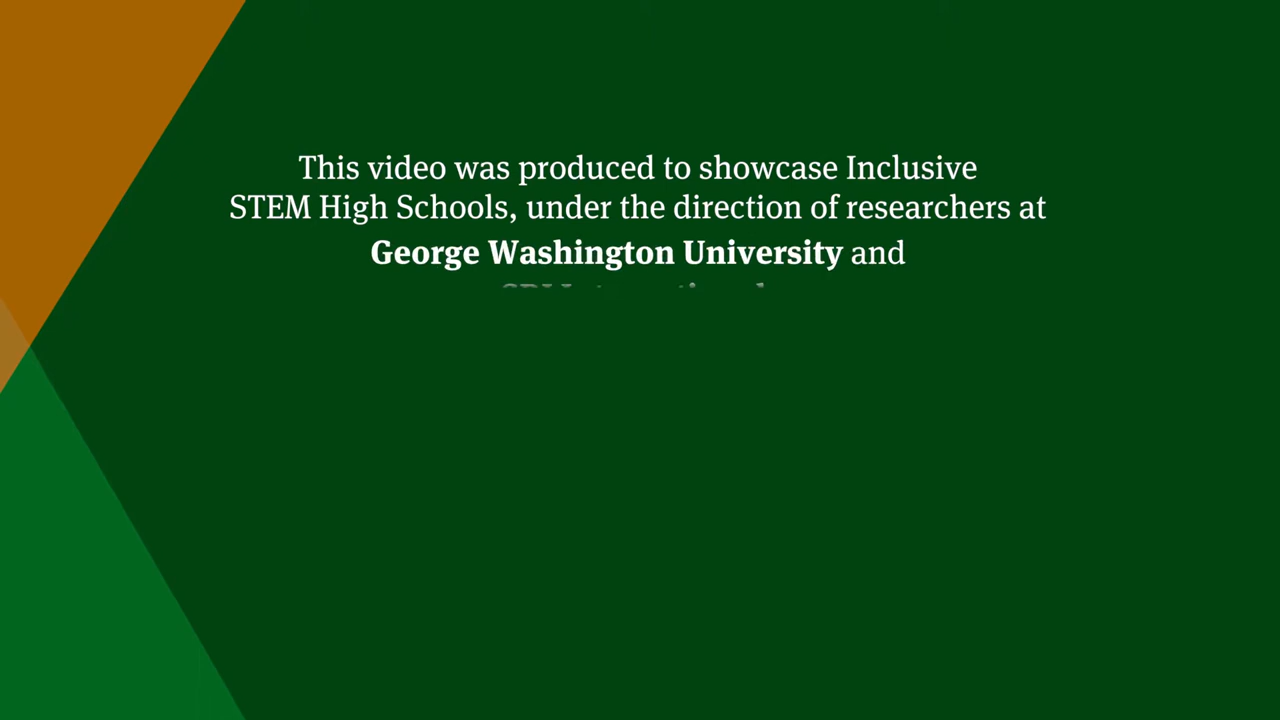 This video was produced to showcase Inclusive
STEM High Schools, under the direction of researchers at
George Washington University and